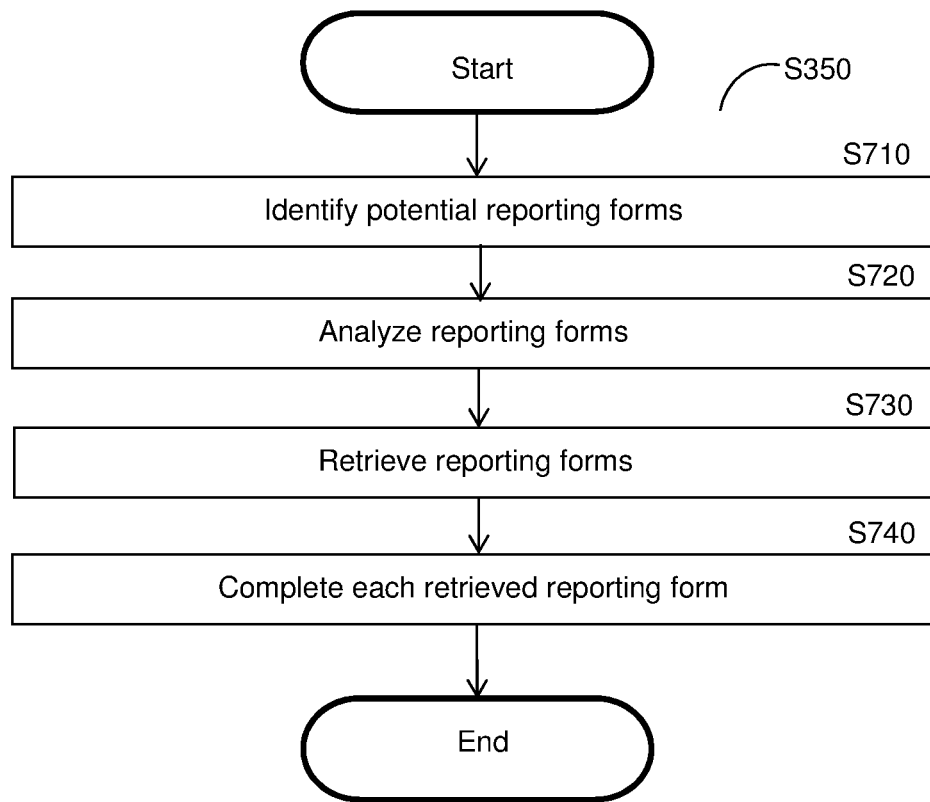 Start
S350
S710
Identify potential reporting forms
S720
Analyze reporting forms
S730
Retrieve reporting forms
S740
Complete each retrieved reporting form
End